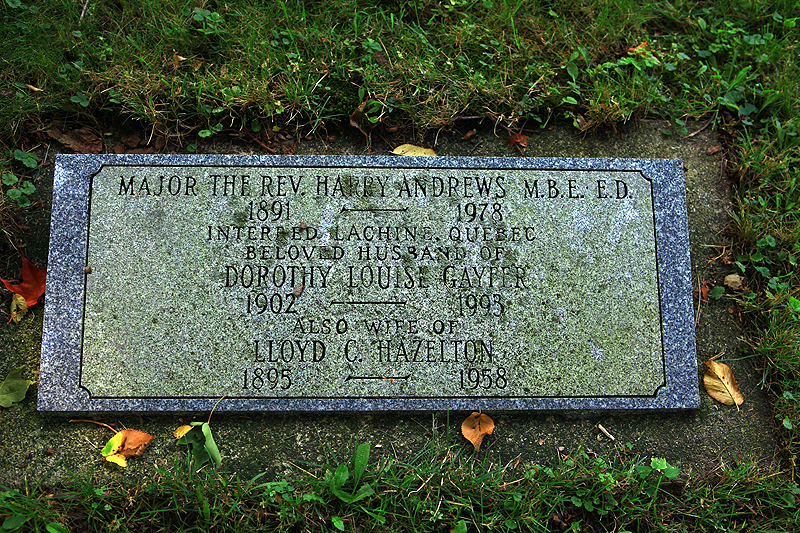 MAJOR THE REV. HARRY ANDREWS M.B.E. E.D.
1891 — 1978
INTERRED LACHINE, QUEBEC
BELOVED HUSBAND OF
DOROTHY LOUISE GAYFER
1902 — 1993
ALSO WIFE OF
LLOYD C. HAZELTON
1895 — 1958